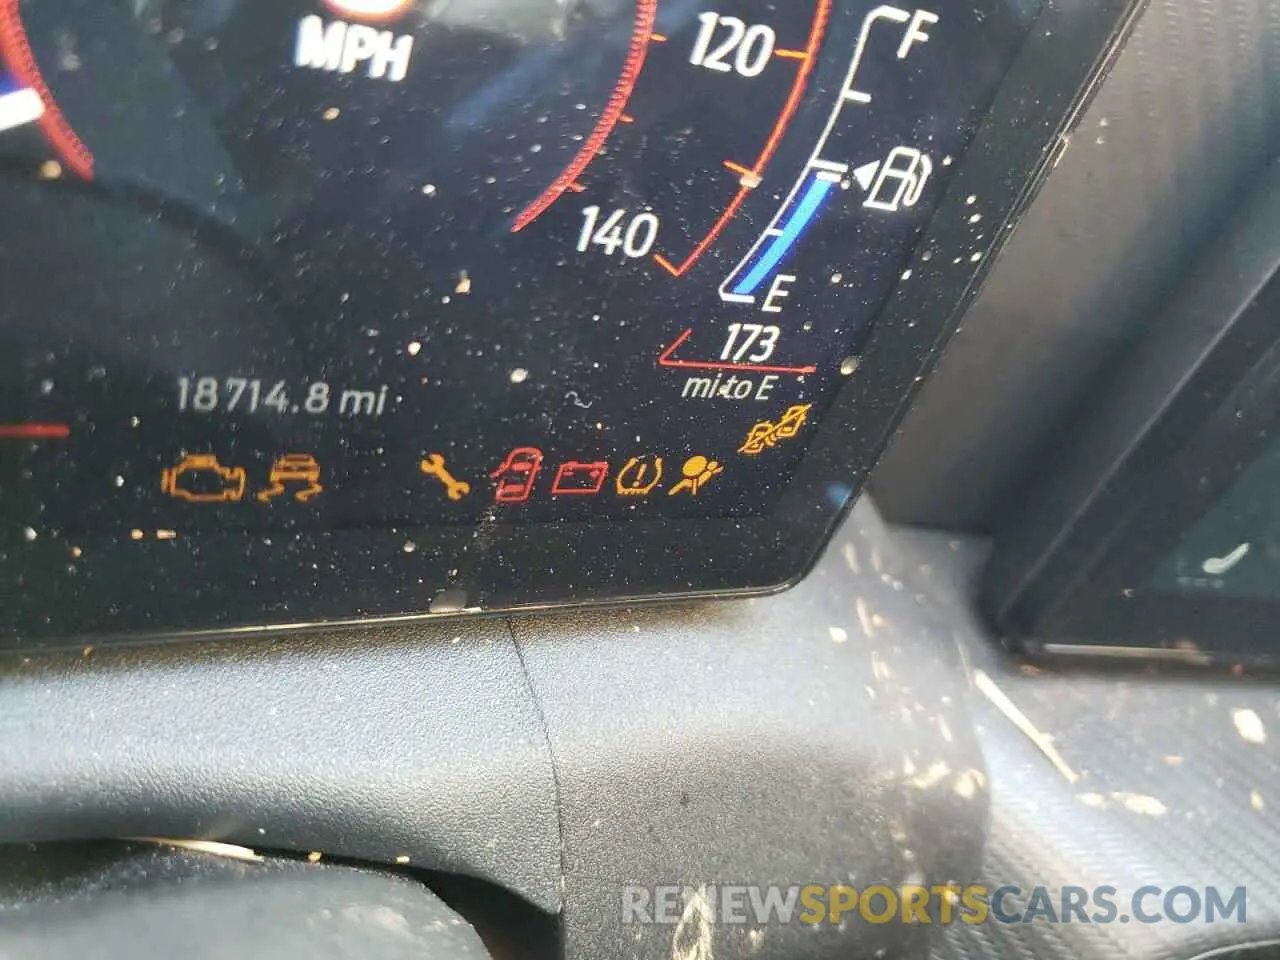 MPH
120
F
140
E
173
mi to E
18714.8 mi
RENEWSPORTSCARS.COM